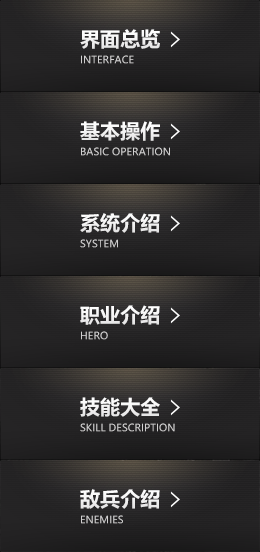 界面总览
INTERFACE
基本操作
BASIC OPERATION
系统介绍
SYSTEM
职业介绍
HERO
技能大全
SKILL DESCRIPTION
敌兵介绍
ENEMIES